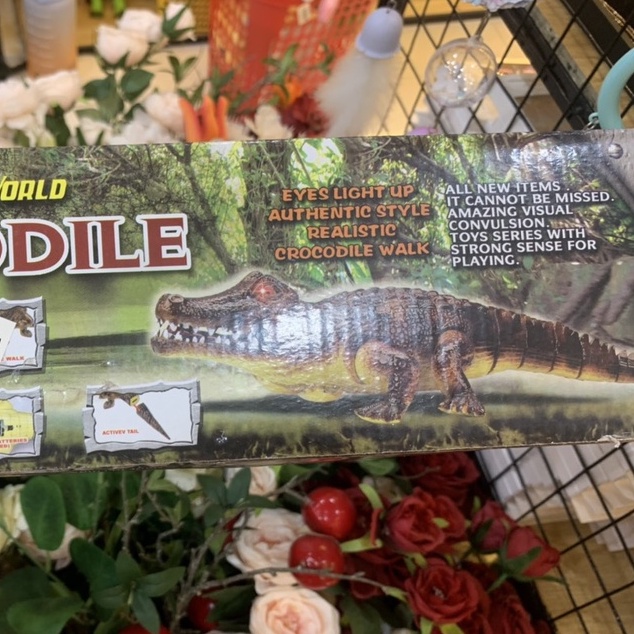 WORLD
ODILE
EYES LIGHT UP
AUTHENTIC STYLE
REALISTIC
CROCODILE WALK
ALL NEW ITEMS .
IT CANNOT BE MISSED.
AMAZING VISUAL
CONVULSION.
TOYS SERIES WITH
STRONG SENSE FOR
PLAYING.
WALK
ACTIVEV TAIL